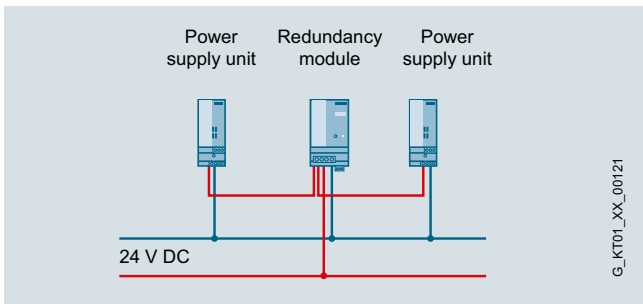 Power
supply unit
Redundancy
module
Power
supply unit
24 V DC
G_KT01_XX_00121